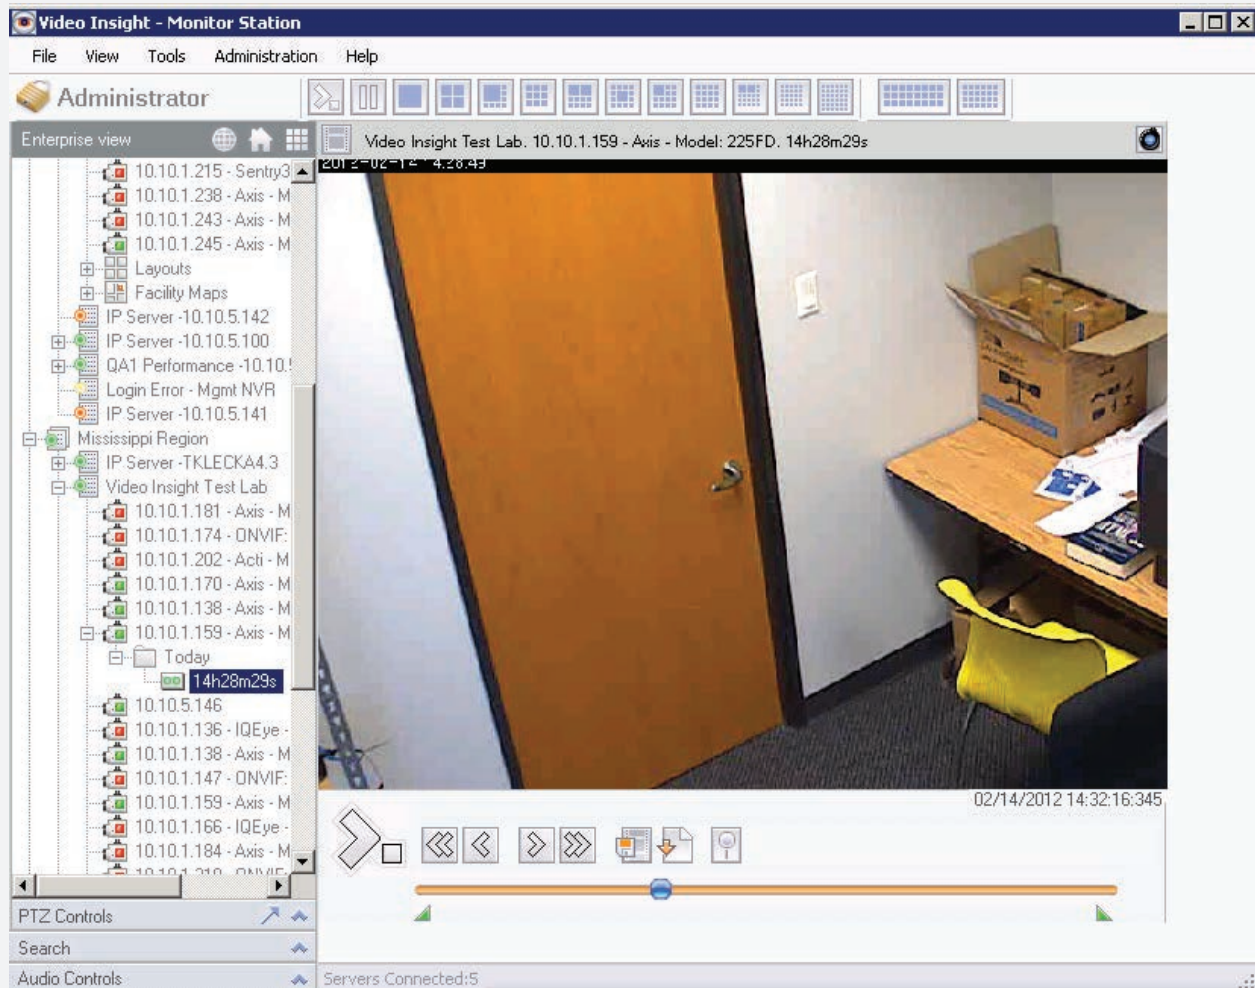 Video Insight - Monitor Station
File View Tools Administration Help
Administrator
Enterprise view
Video Insight Test Lab. 10.10.1.159 - Axis - Model: 225FD. 14h28m29s
10.10.1.215 - Sentry3
10.10.1.238 - Axis - M
10.10.1.243 - Axis - M
10.10.1.245 - Axis - M
Layouts
Facility Maps
IP Server -10.10.5.142
IP Server -10.10.5.100
QA1 Performance -10.10.
Login Error - Mgmt NVR
IP Server -10.10.5.141
Mississippi Region
IP Server -TKLECKA4.3
Video Insight Test Lab
10.10.1.181 - Axis - M
10.10.1.174 - ONVIF:
10.10.1.202 - Acti - M
10.10.1.170 - Axis - M
10.10.1.138 - Axis - M
10.10.1.159 - Axis - M
Today
14h28m29s
10.10.5.146
10.10.1.136 - IQEye -
10.10.1.138 - Axis - M
10.10.1.147 - ONVIF:
10.10.1.159 - Axis - M
10.10.1.166 - IQEye -
10.10.1.184 - Axis - M
02/14/2012 14:32:16:345
PTZ Controls
Search
Audio Controls
Servers Connected:5